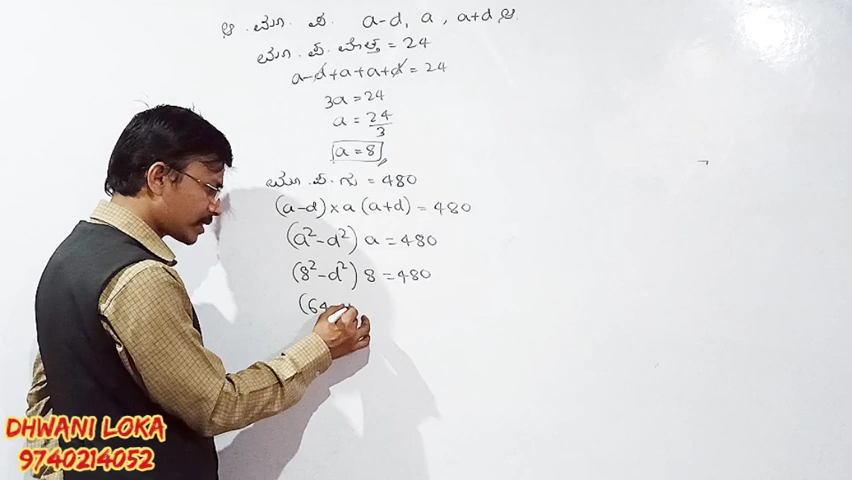 ಆ. ಮೂ. ಪ. a-d, a, a+d ಆ.
ಮೂ. ಪ. ಮೊತ್ತ = 24
a-d+a+a+d = 24
3a = 24
a = 24/3
a = 8
ಮೂ. ಪ. ಗು = 480
(a-d)×a (a+d) = 480
(a²-d²) a = 480
(8²-d²) 8 = 480
(64-
DHWANI LOKA
9740214052